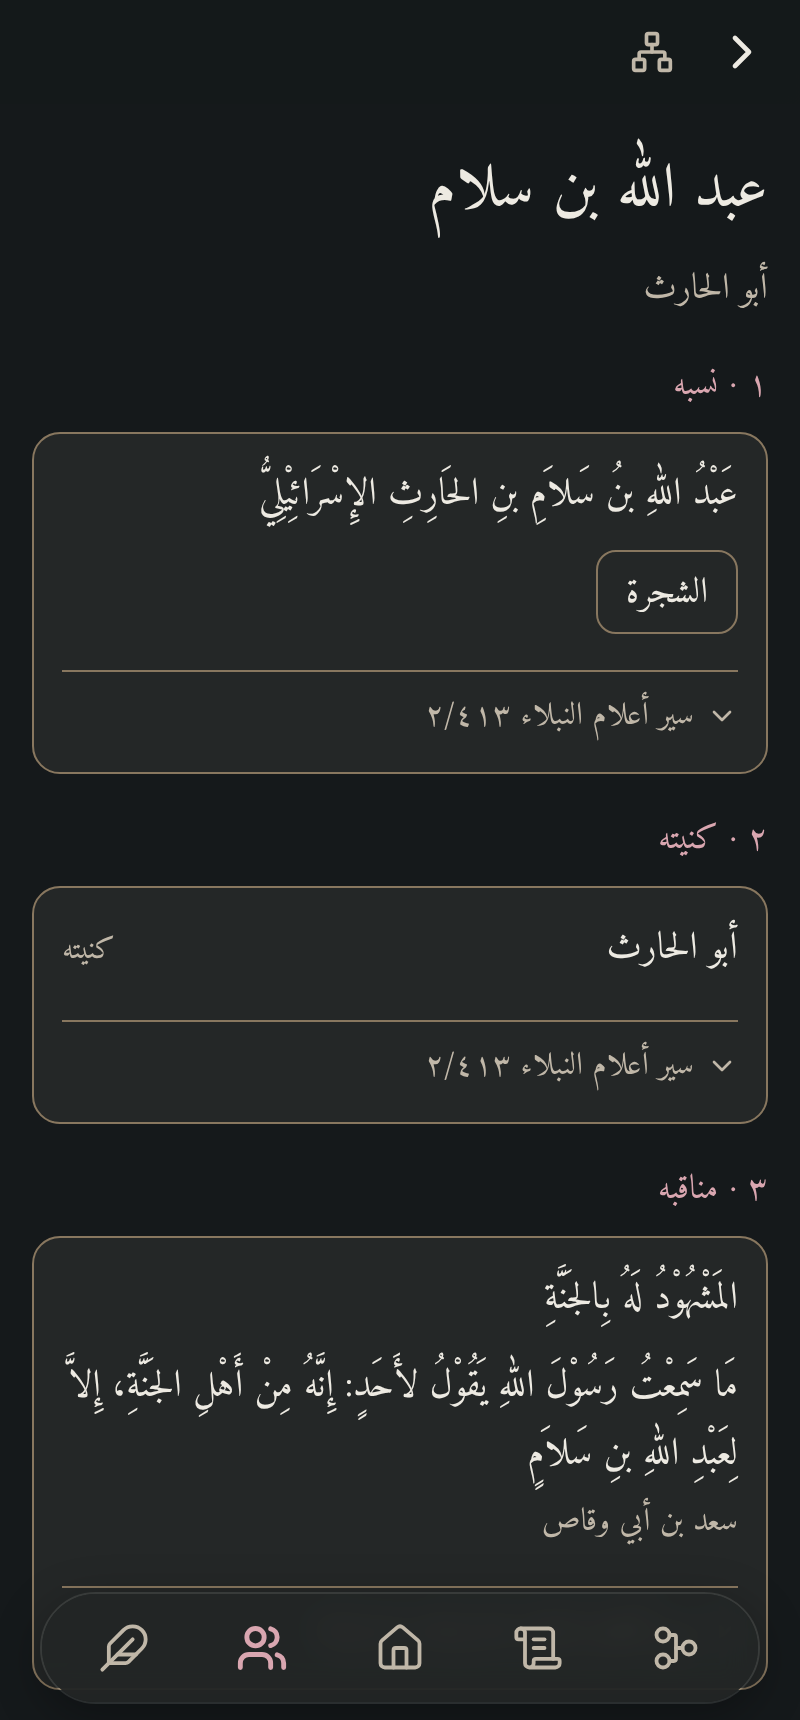 عبد الله بن سلام
أبو الحارث
١ · نسبه
عَبْدُ اللهِ بنُ سَلاَمِ بنِ الحَارِثِ الإِسْرَائِيْلِيُّ
الشجرة
سير أعلام النبلاء ٢/٤١٣
٢ · كنيته
أبو الحارث
كنيته
سير أعلام النبلاء ٢/٤١٣
٣ · مناقبه
المَشْهُوْدُ لَهُ بِالجَنَّةِ
مَا سَمِعْتُ رَسُوْلَ اللهِ يَقُوْلُ لأَحَدٍ: إِنَّهُ مِنْ أَهْلِ الجَنَّةِ، إِلاَّ
لِعَبْدِ اللهِ بنِ سَلاَمٍ
سعد بن أبي وقاص